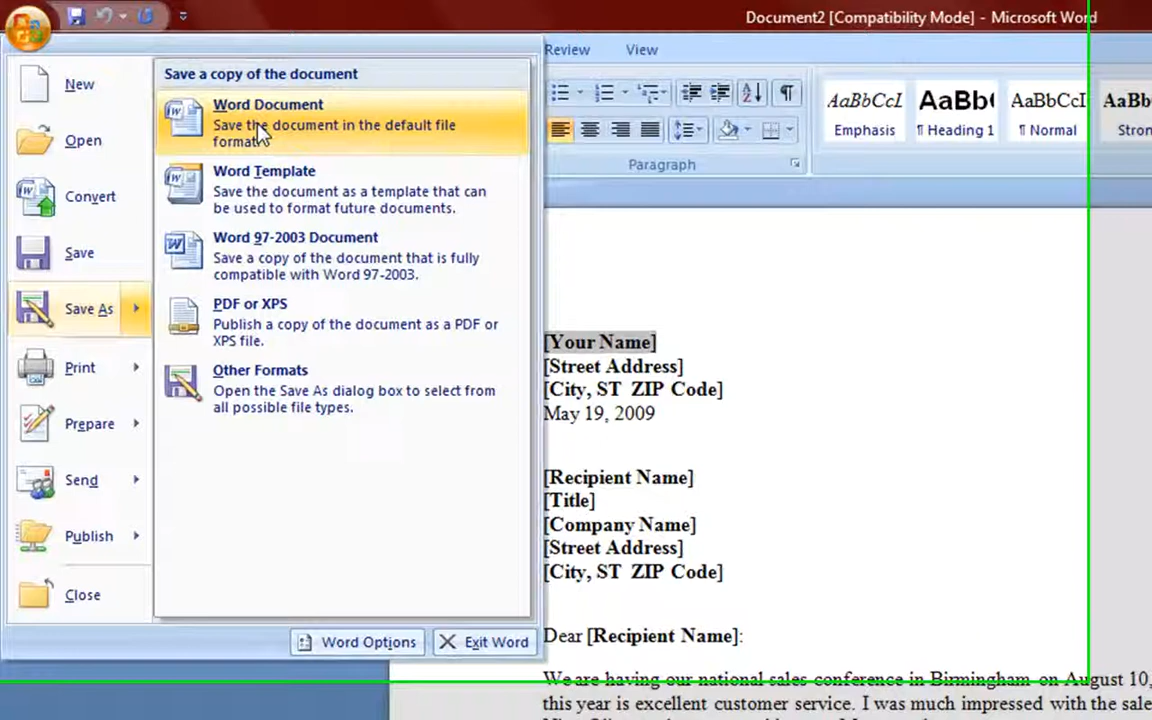 Document2 [Compatibility Mode] - Microsoft Word
Review View
New
Open
Convert
Save
Save As
Print
Prepare
Send
Publish
Close
Save a copy of the document
Word Document
Save the document in the default file
format.
Word Template
Save the document as a template that can
be used to format future documents.
Word 97-2003 Document
Save a copy of the document that is fully
compatible with Word 97-2003.
PDF or XPS
Publish a copy of the document as a PDF or
XPS file.
Other Formats
Open the Save As dialog box to select from
all possible file types.
Word Options
Exit Word
AaBbCcI AaBb( AaBbCcI AaBb
Emphasis ¶ Heading 1 ¶ Normal Stron
Paragraph
[Your Name]
[Street Address]
[City, ST ZIP Code]
May 19, 2009
[Recipient Name]
[Title]
[Company Name]
[Street Address]
[City, ST ZIP Code]
Dear [Recipient Name]:
We are having our national sales conference in Birmingham on August 10,
this year is excellent customer service. I was much impressed with the sale